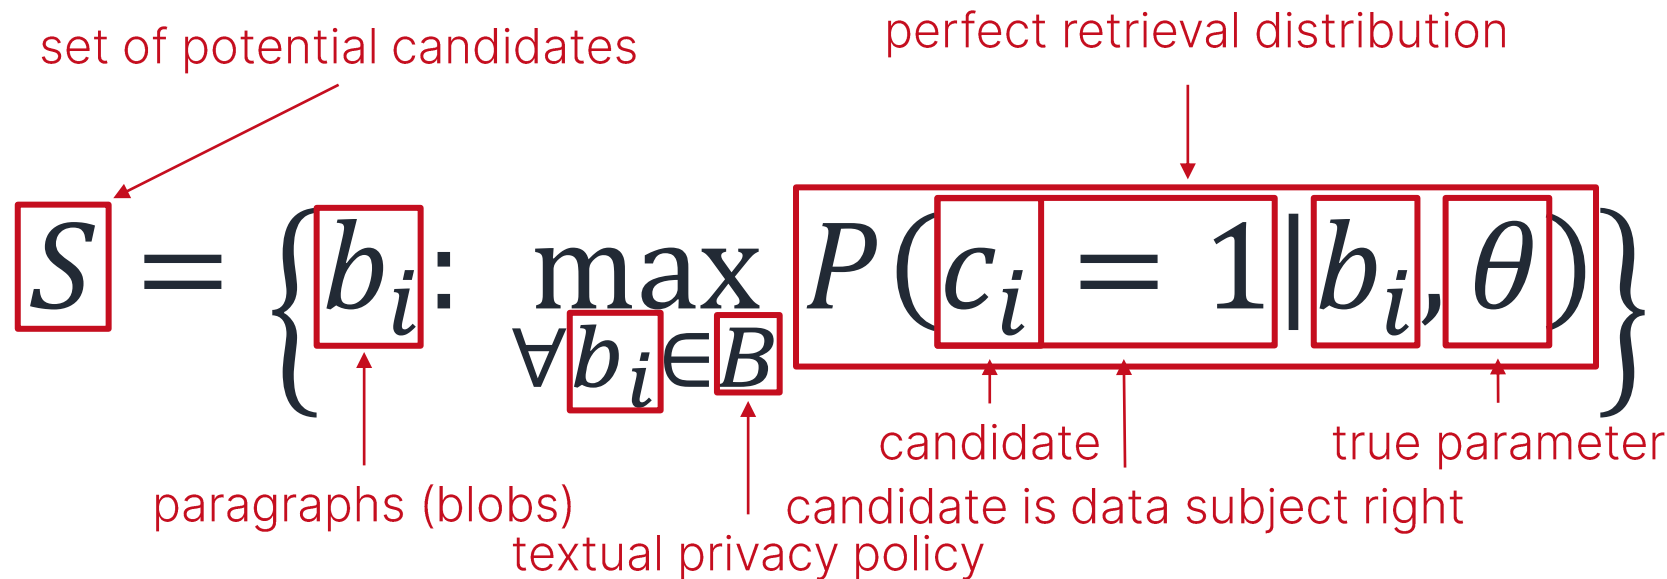 set of potential candidates
perfect retrieval distribution
S = {b_i: max_{∀b_i∈B} P(c_i = 1|b_i, θ)}
candidate
true parameter
paragraphs (blobs)
candidate is data subject right
textual privacy policy